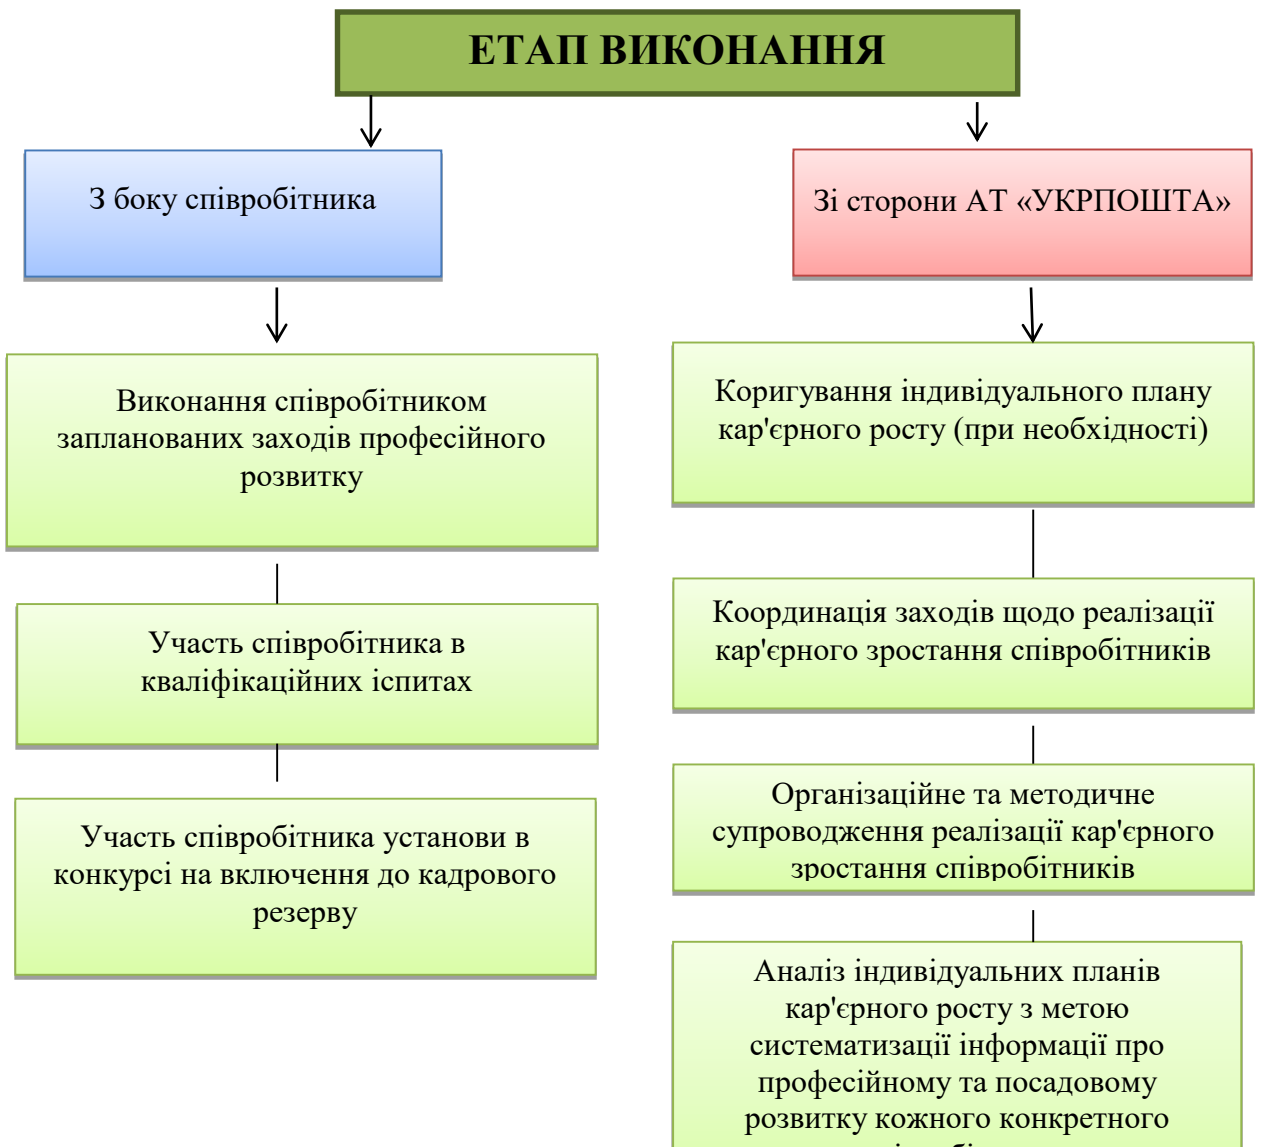 ЕТАП ВИКОНАННЯ
З боку співробітника
Зі сторони АТ «УКРПОШТА»
Виконання співробітником
запланованих заходів професійного
розвитку
Участь співробітника в
кваліфікаційних іспитах
Участь співробітника установи в
конкурсі на включення до кадрового
резерву
Коригування індивідуального плану
кар'єрного росту (при необхідності)
Координація заходів щодо реалізації
кар'єрного зростання співробітників
Організаційне та методичне
супроводження реалізації кар'єрного
зростання співробітників
Аналіз індивідуальних планів
кар'єрного росту з метою
систематизації інформації про
професійному та посадовому
розвитку кожного конкретного